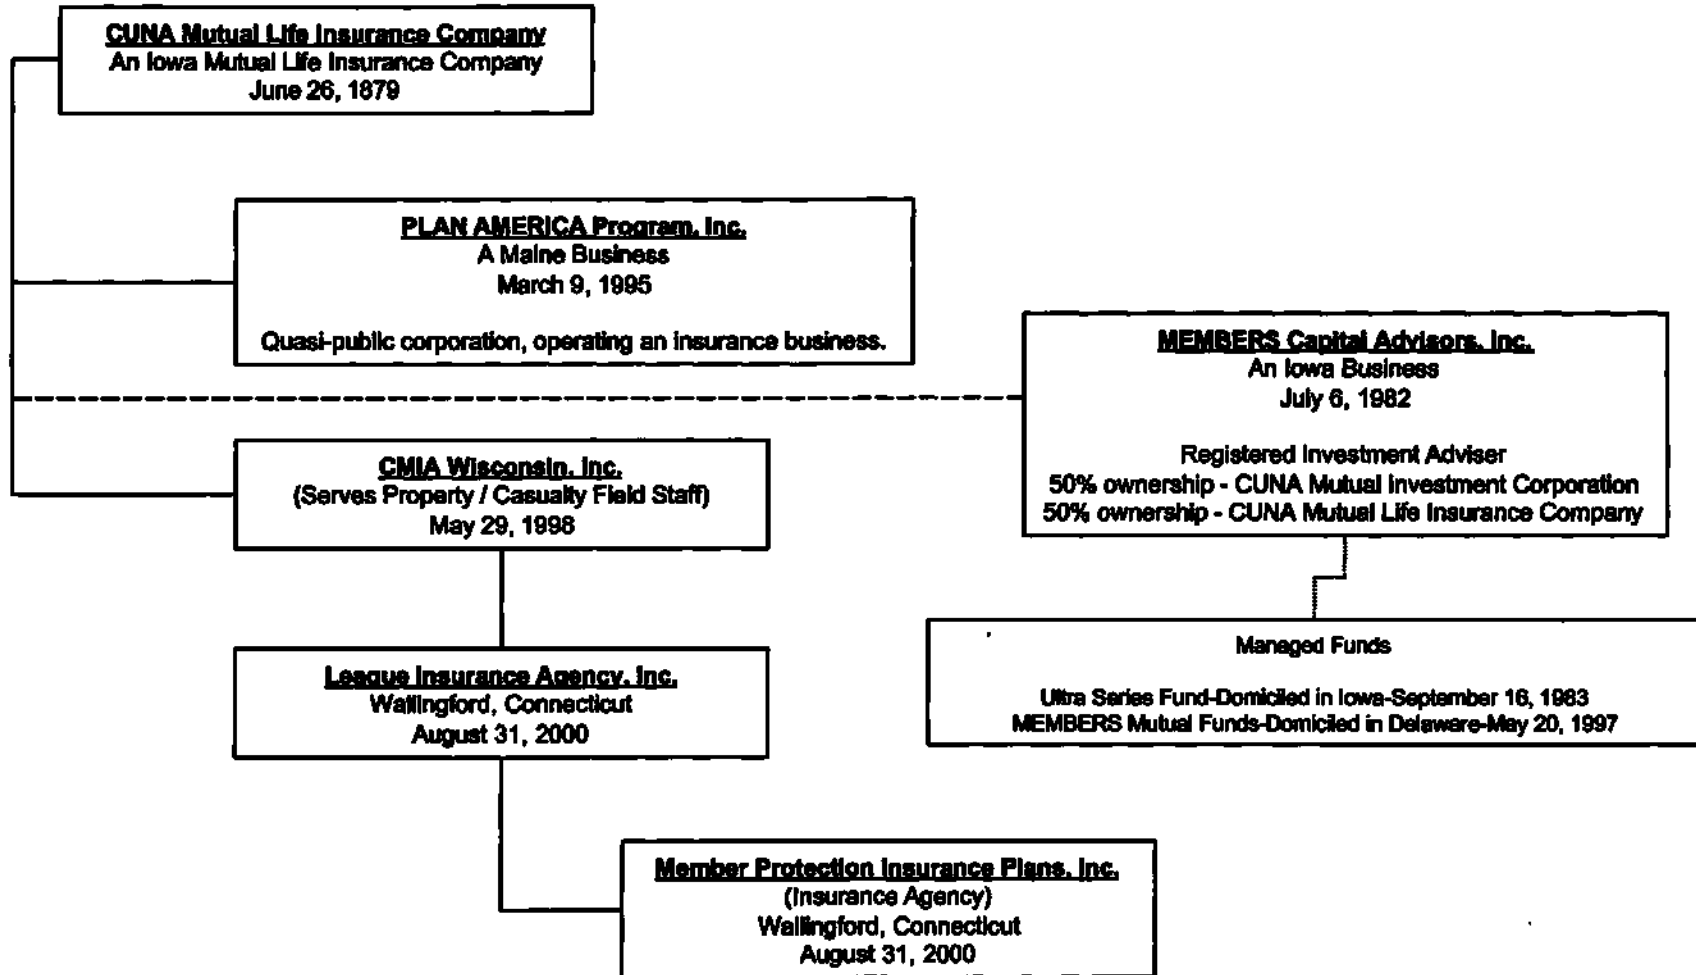 CUNA Mutual Life Insurance Company
An Iowa Mutual Life Insurance Company
June 26, 1879
PLAN AMERICA Program, Inc.
A Maine Business
March 9, 1995
Quasi-public corporation, operating an insurance business.
MEMBERS Capital Advisors, Inc.
An Iowa Business
July 6, 1982
Registered Investment Adviser
50% ownership - CUNA Mutual Investment Corporation
50% ownership - CUNA Mutual Life Insurance Company
CMIA Wisconsin, Inc.
(Serves Property / Casualty Field Staff)
May 29, 1998
League Insurance Agency, Inc.
Wallingford, Connecticut
August 31, 2000
Managed Funds
Ultra Series Fund-Domiciled in Iowa-September 16, 1983
MEMBERS Mutual Funds-Domiciled in Delaware-May 20, 1997
Member Protection Insurance Plans, Inc.
(Insurance Agency)
Wallingford, Connecticut
August 31, 2000